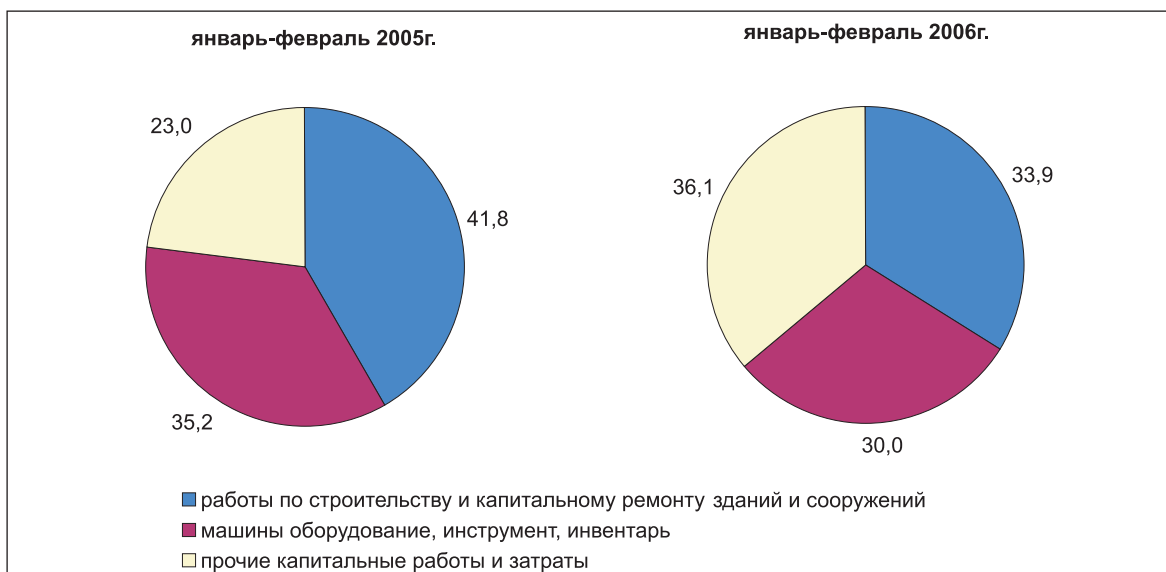 январь-февраль 2005г.
январь-февраль 2006г.
23,0
41,8
35,2
36,1
33,9
30,0
работы по строительству и капитальному ремонту зданий и сооружений
машины оборудование, инструмент, инвентарь
прочие капитальные работы и затраты